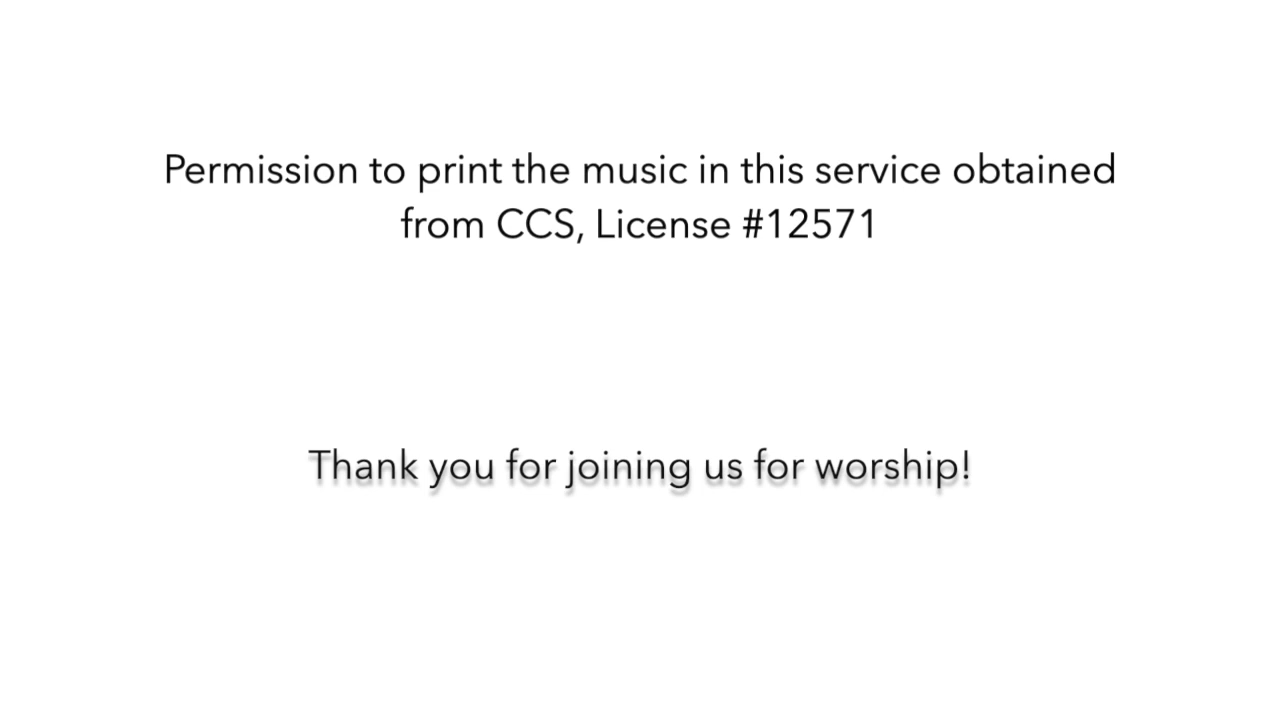 Permission to print the music in this service obtained
from CCS, License #12571
Thank you for joining us for worship!